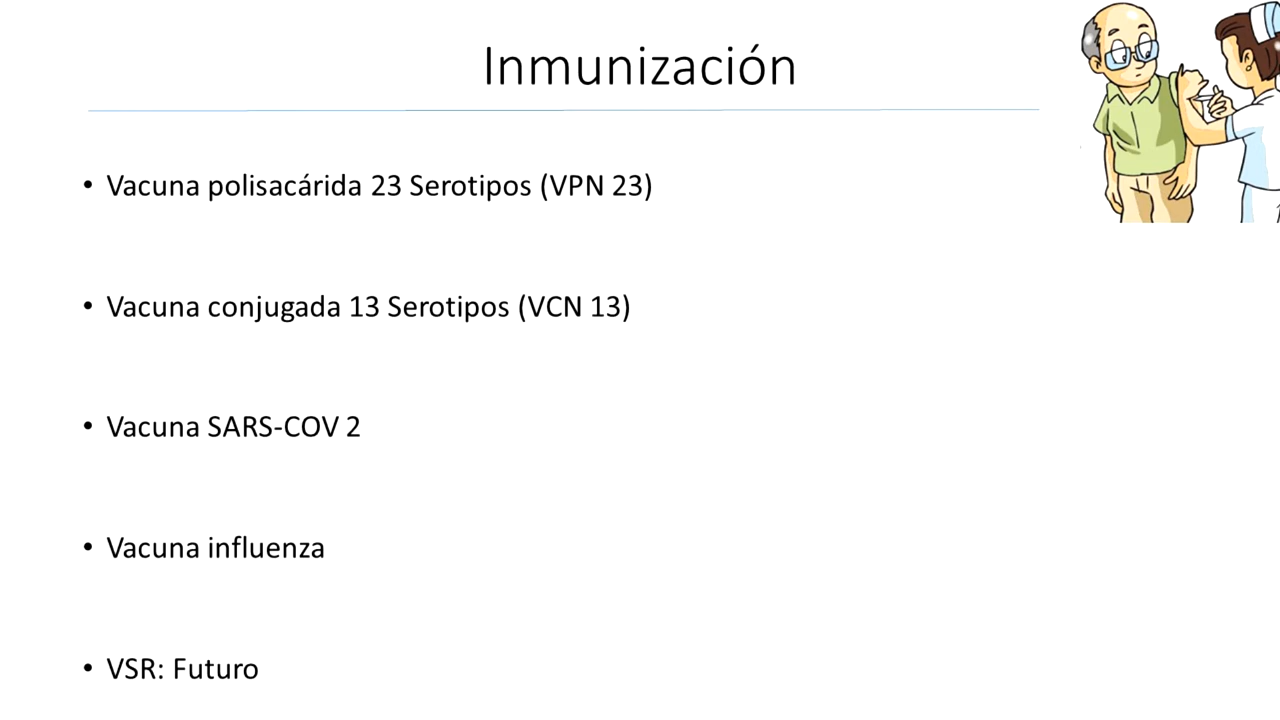 Inmunización
• Vacuna polisacárida 23 Serotipos (VPN 23)
• Vacuna conjugada 13 Serotipos (VCN 13)
• Vacuna SARS-COV 2
• Vacuna influenza
• VSR: Futuro